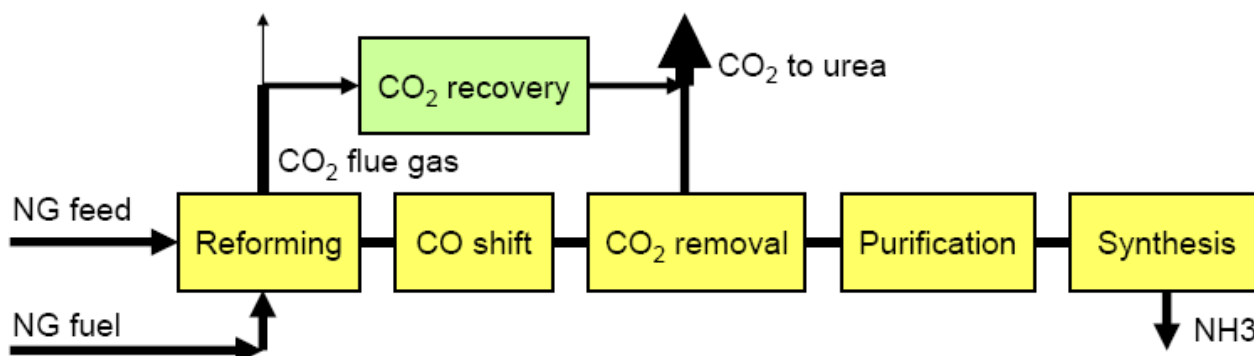 CO₂ recovery
CO₂ to urea
CO₂ flue gas
NG feed
Reforming
CO shift
CO₂ removal
Purification
Synthesis
NG fuel
NH3